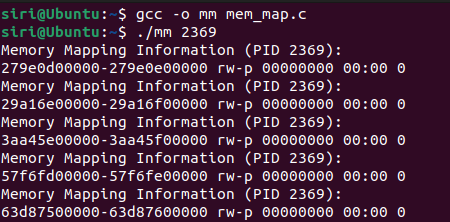 siri@Ubuntu:~$ gcc -o mm mem_map.c
siri@Ubuntu:~$ ./mm 2369
Memory Mapping Information (PID 2369):
279e0d00000-279e0e00000 rw-p 00000000 00:00 0
Memory Mapping Information (PID 2369):
29a16e00000-29a16f00000 rw-p 00000000 00:00 0
Memory Mapping Information (PID 2369):
3aa45e00000-3aa45f00000 rw-p 00000000 00:00 0
Memory Mapping Information (PID 2369):
57f6fd00000-57f6fe00000 rw-p 00000000 00:00 0
Memory Mapping Information (PID 2369):
63d87500000-63d87600000 rw-p 00000000 00:00 0